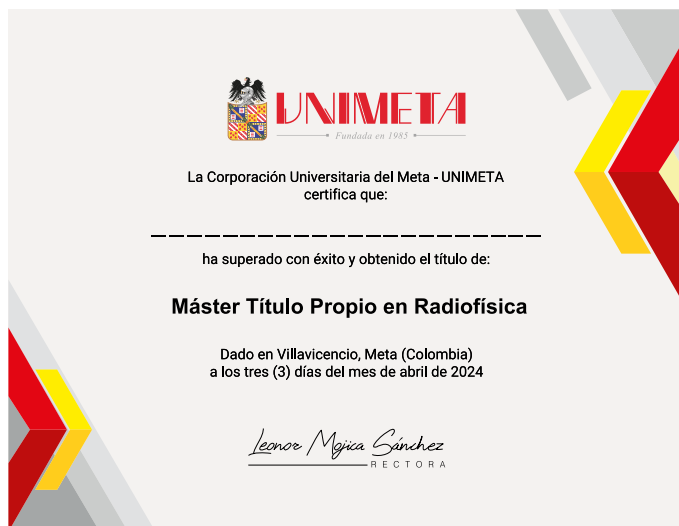 UNIMETA
Fundada en 1985
La Corporación Universitaria del Meta - UNIMETA
certifica que:
ha superado con éxito y obtenido el título de:
Máster Título Propio en Radiofísica
Dado en Villavicencio, Meta (Colombia)
a los tres (3) días del mes de abril de 2024
Leonor Mojica Sánchez
RECTORA